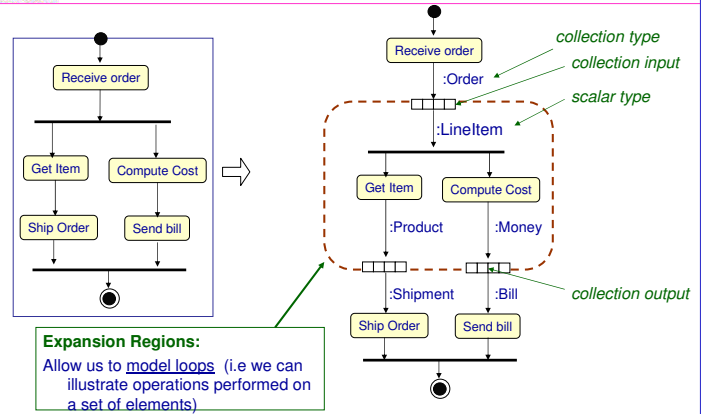 Receive order
Get Item
Compute Cost
Ship Order
Send bill
Receive order
:Order
collection type
collection input
scalar type
:LineItem
Get Item
Compute Cost
:Product
:Money
:Shipment
:Bill
collection output
Ship Order
Send bill
Expansion Regions:
Allow us to model loops (i.e we can
illustrate operations performed on
a set of elements)